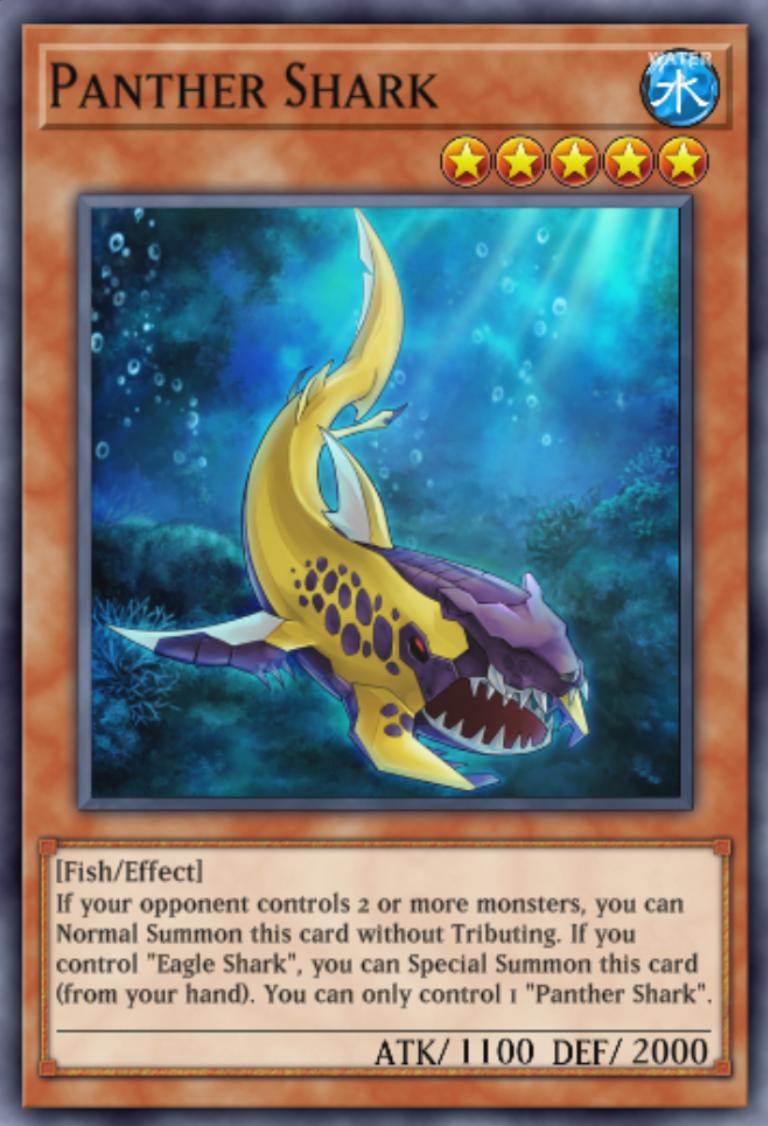 Panther Shark
WATER
水
[Fish/Effect]
If your opponent controls 2 or more monsters, you can
Normal Summon this card without Tributing. If you
control "Eagle Shark", you can Special Summon this card
(from your hand). You can only control 1 "Panther Shark".
ATK/ 1100 DEF/ 2000